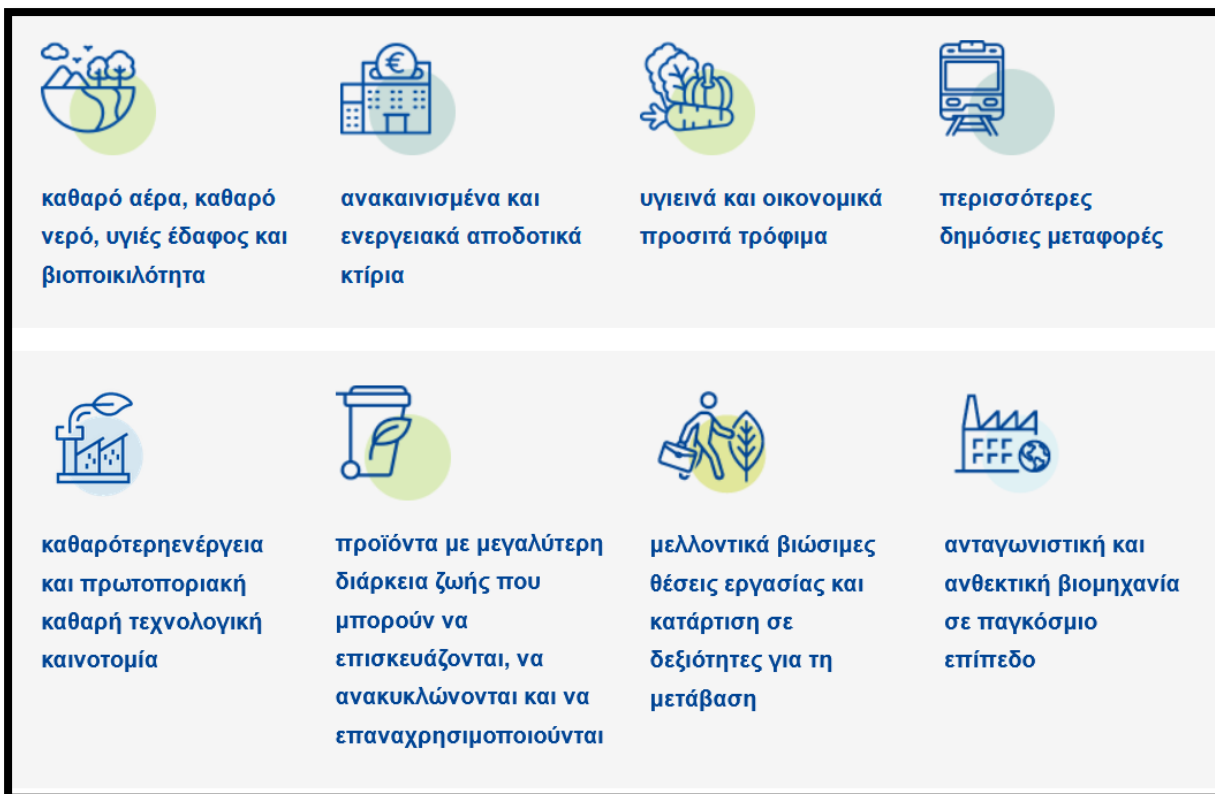 καθαρό αέρα, καθαρό
νερό, υγιές έδαφος και
βιοποικιλότητα
ανακαινισμένα και
ενεργειακά αποδοτικά
κτίρια
υγιεινά και οικονομικά
προσιτά τρόφιμα
περισσότερες
δημόσιες μεταφορές
καθαρότερηενέργεια
και πρωτοποριακή
καθαρή τεχνολογική
καινοτομία
προϊόντα με μεγαλύτερη
διάρκεια ζωής που
μπορούν να
επισκευάζονται, να
ανακυκλώνονται και να
επαναχρησιμοποιούνται
μελλοντικά βιώσιμες
θέσεις εργασίας και
κατάρτιση σε
δεξιότητες για τη
μετάβαση
ανταγωνιστική και
ανθεκτική βιομηχανία
σε παγκόσμιο
επίπεδο